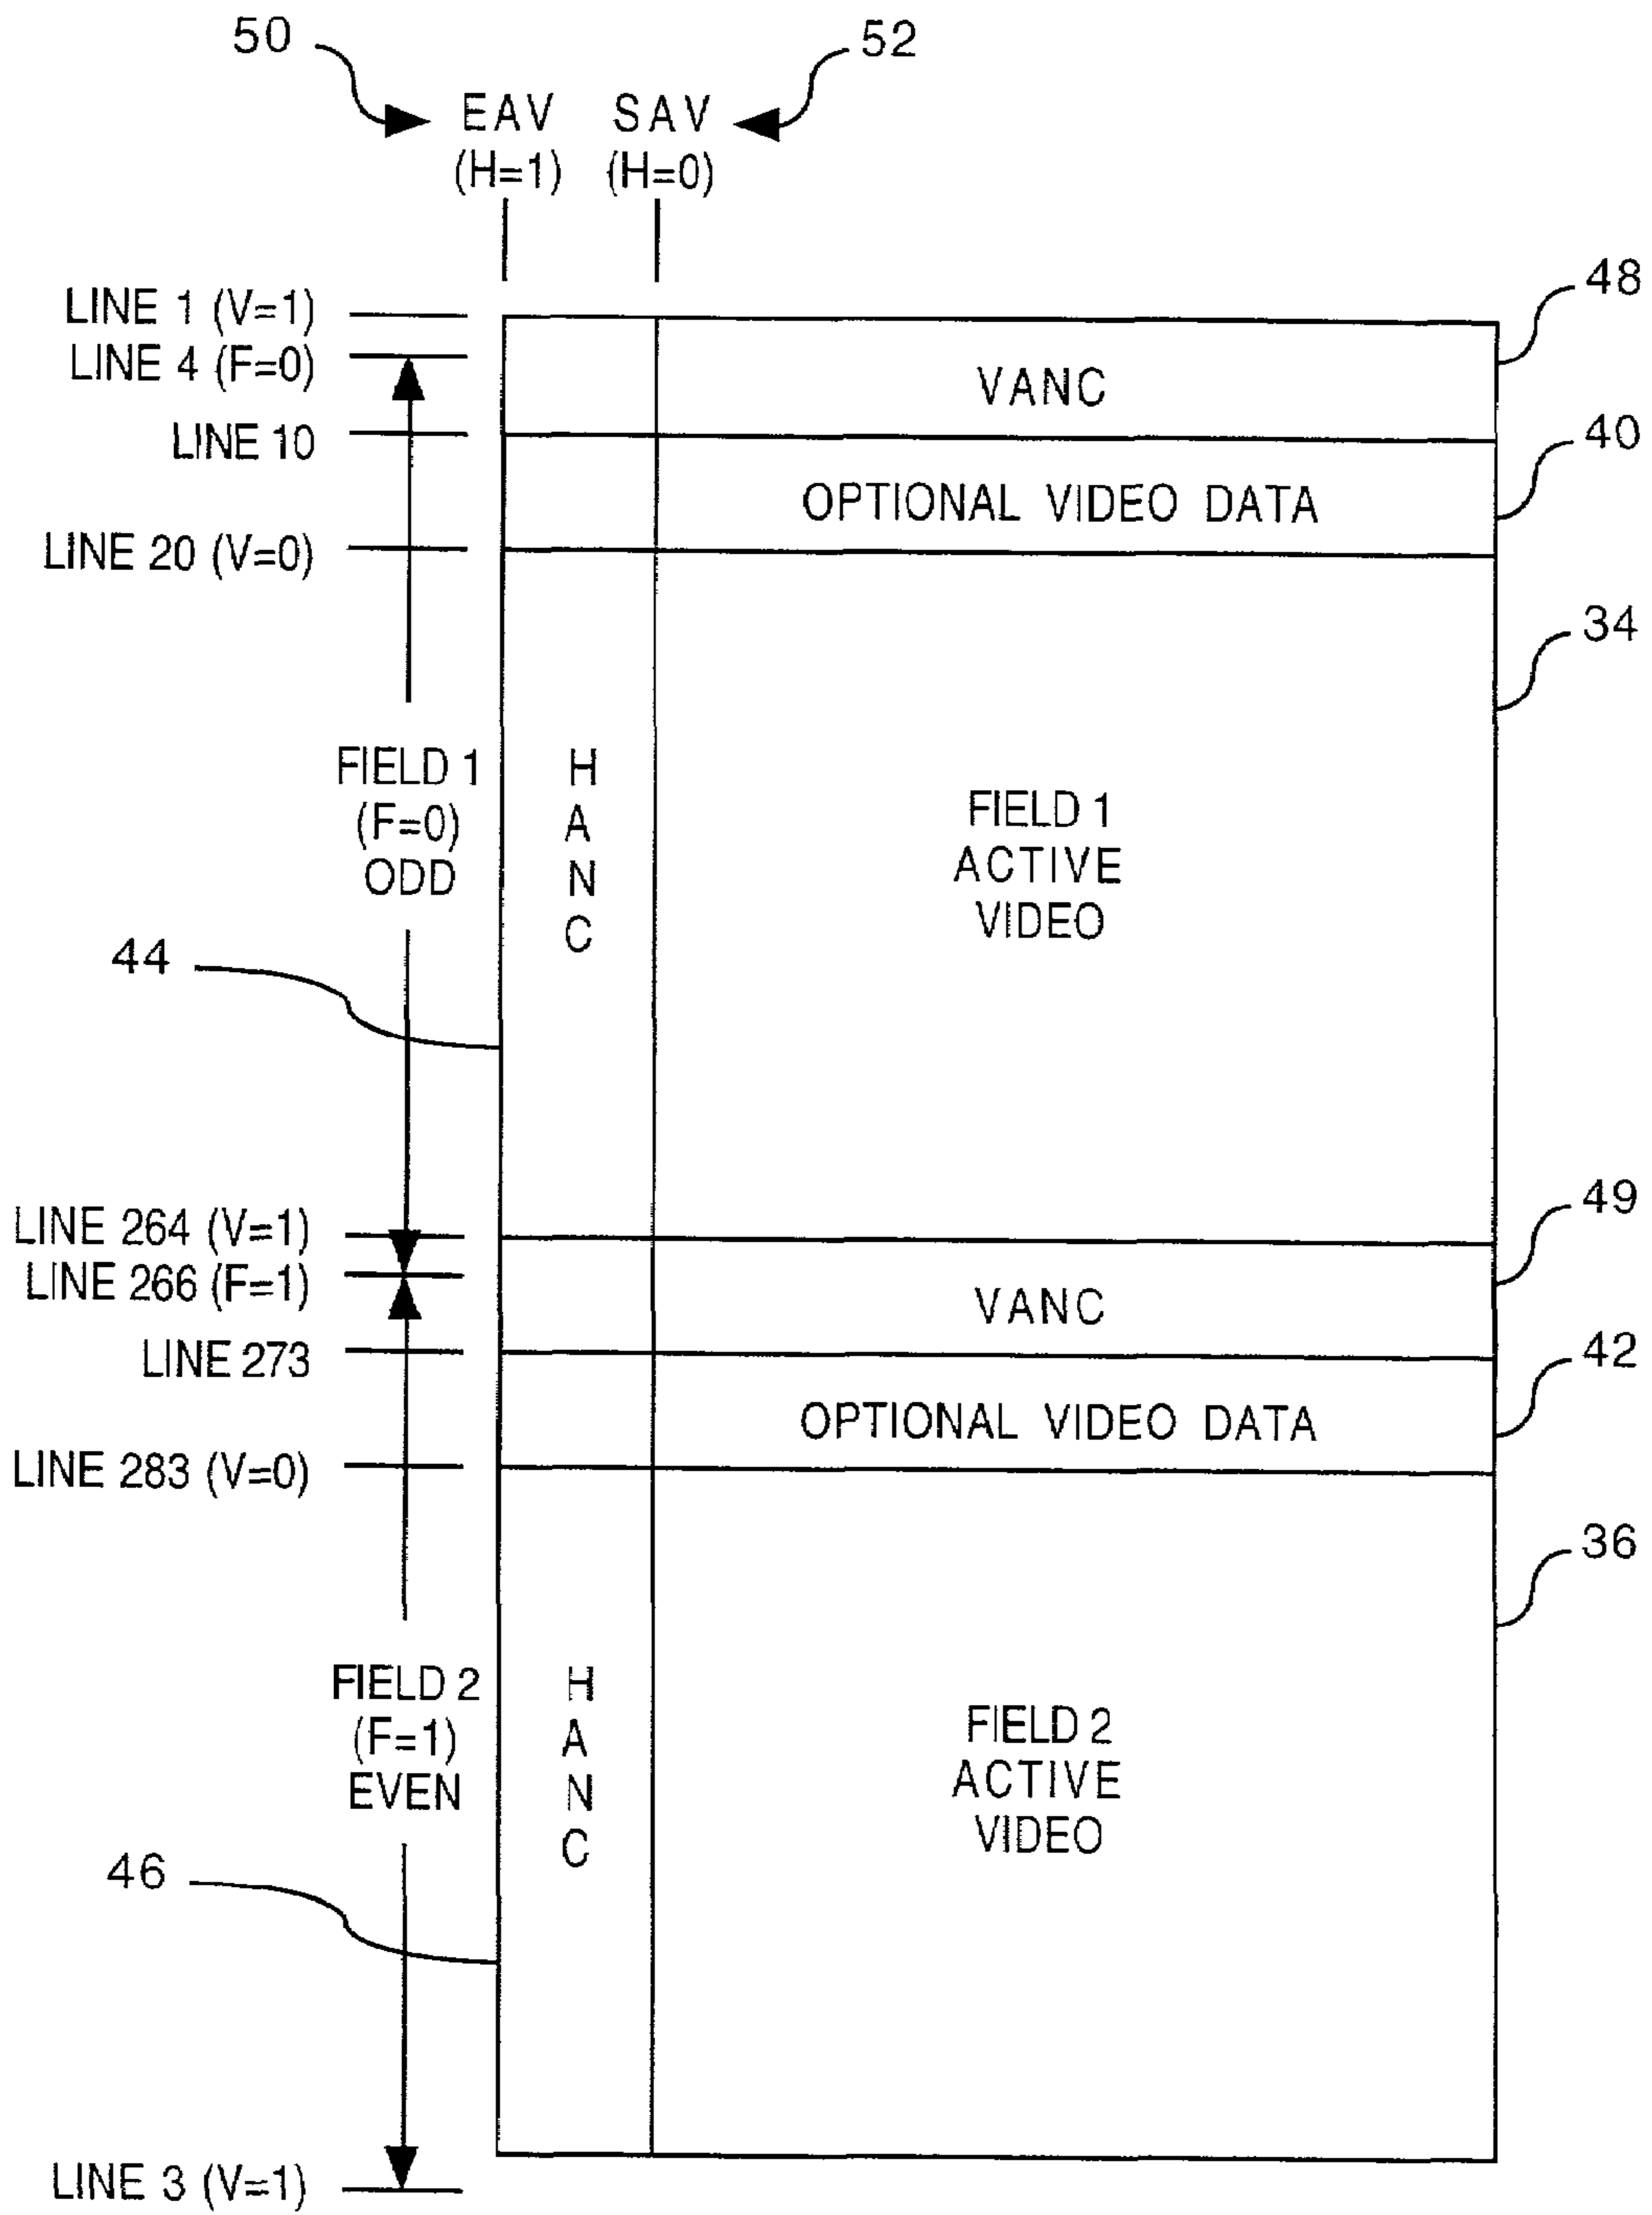 50
52
EAV SAV
(H=1) (H=0)
LINE 1 (V=1)
48
LINE 4 (F=0)
VANC
LINE 10
40
OPTIONAL VIDEO DATA
LINE 20 (V=0)
34
FIELD 1
(F=0)
ODD
H
A
N
C
FIELD 1
ACTIVE
VIDEO
44
LINE 264 (V=1)
49
LINE 266 (F=1)
VANC
LINE 273
42
OPTIONAL VIDEO DATA
LINE 283 (V=0)
36
FIELD 2
(F=1)
EVEN
H
A
N
C
FIELD 2
ACTIVE
VIDEO
46
LINE 3 (V=1)